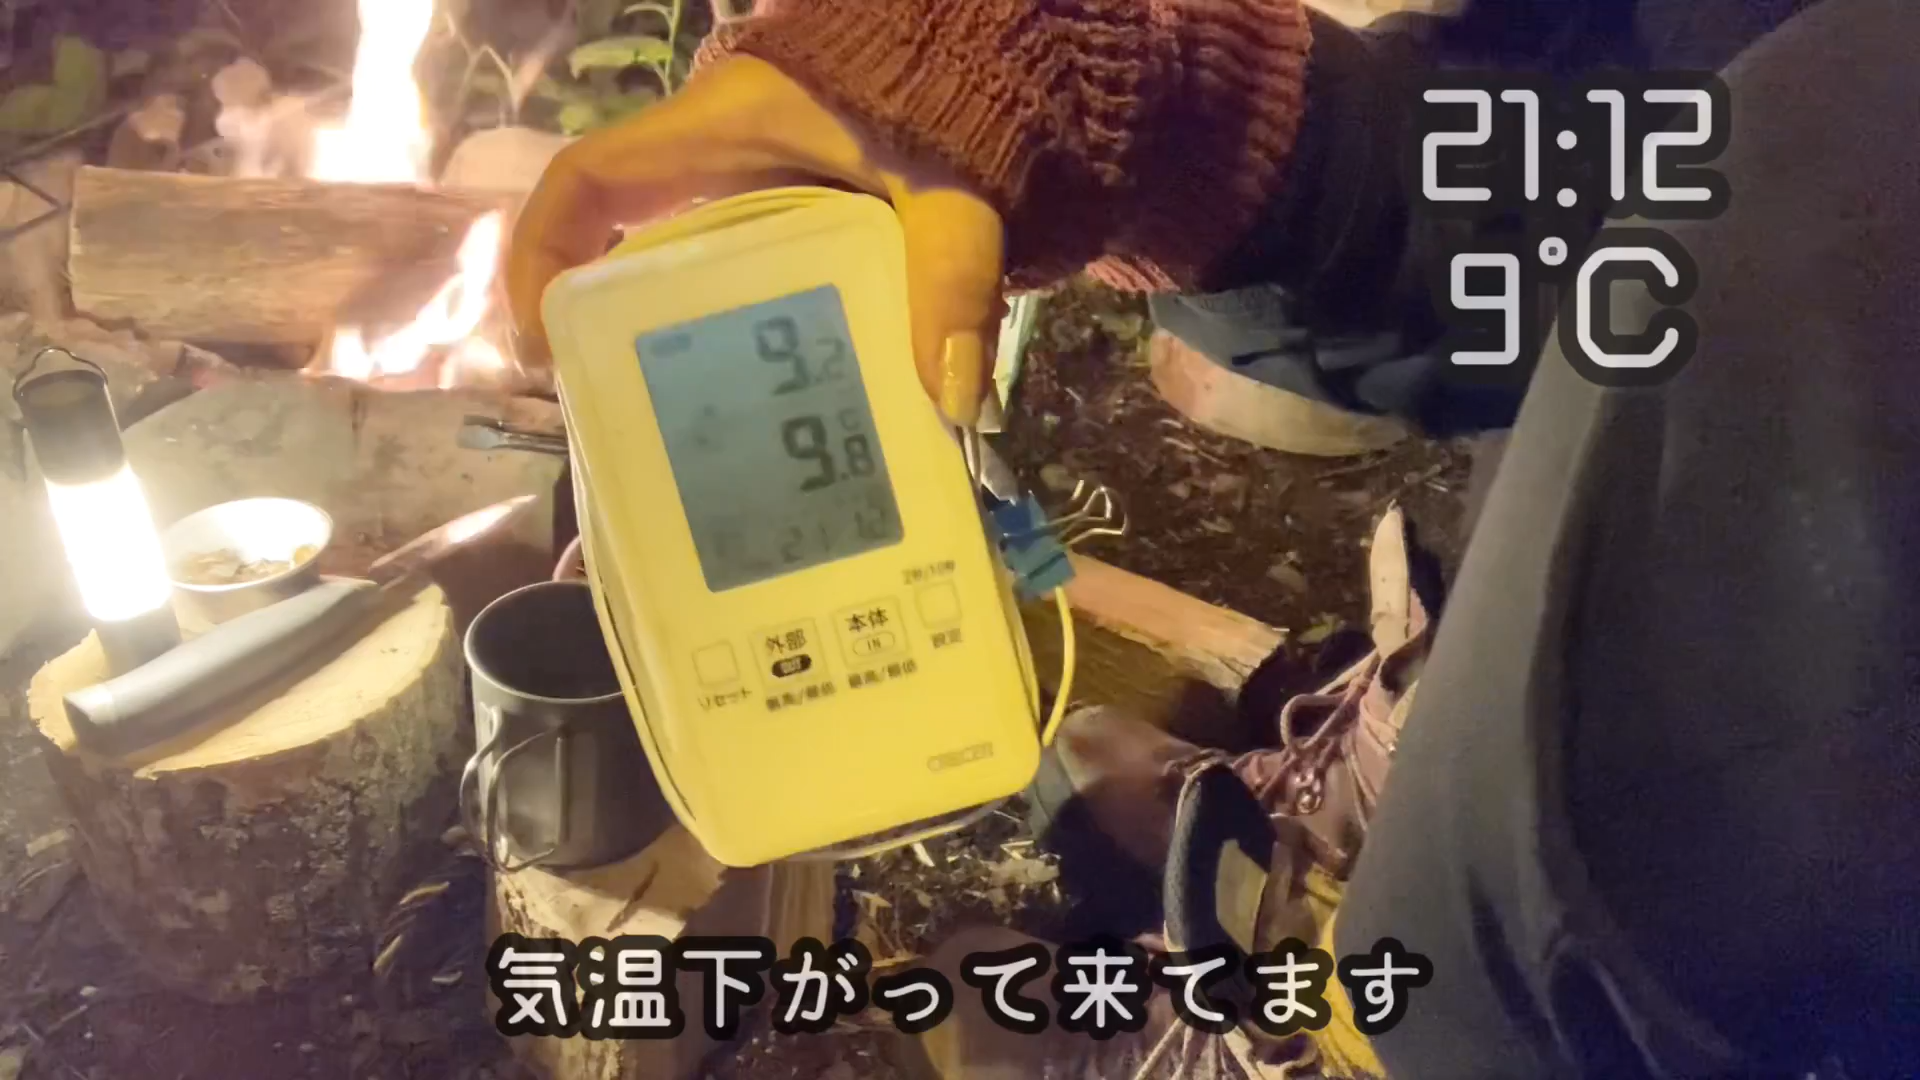 21:12
9°C
9.2
9.8
21 12
外部
OUT
本体
IN
リセット
最高/最低
最高/最低
設定
CRECER
気温下がって来てます